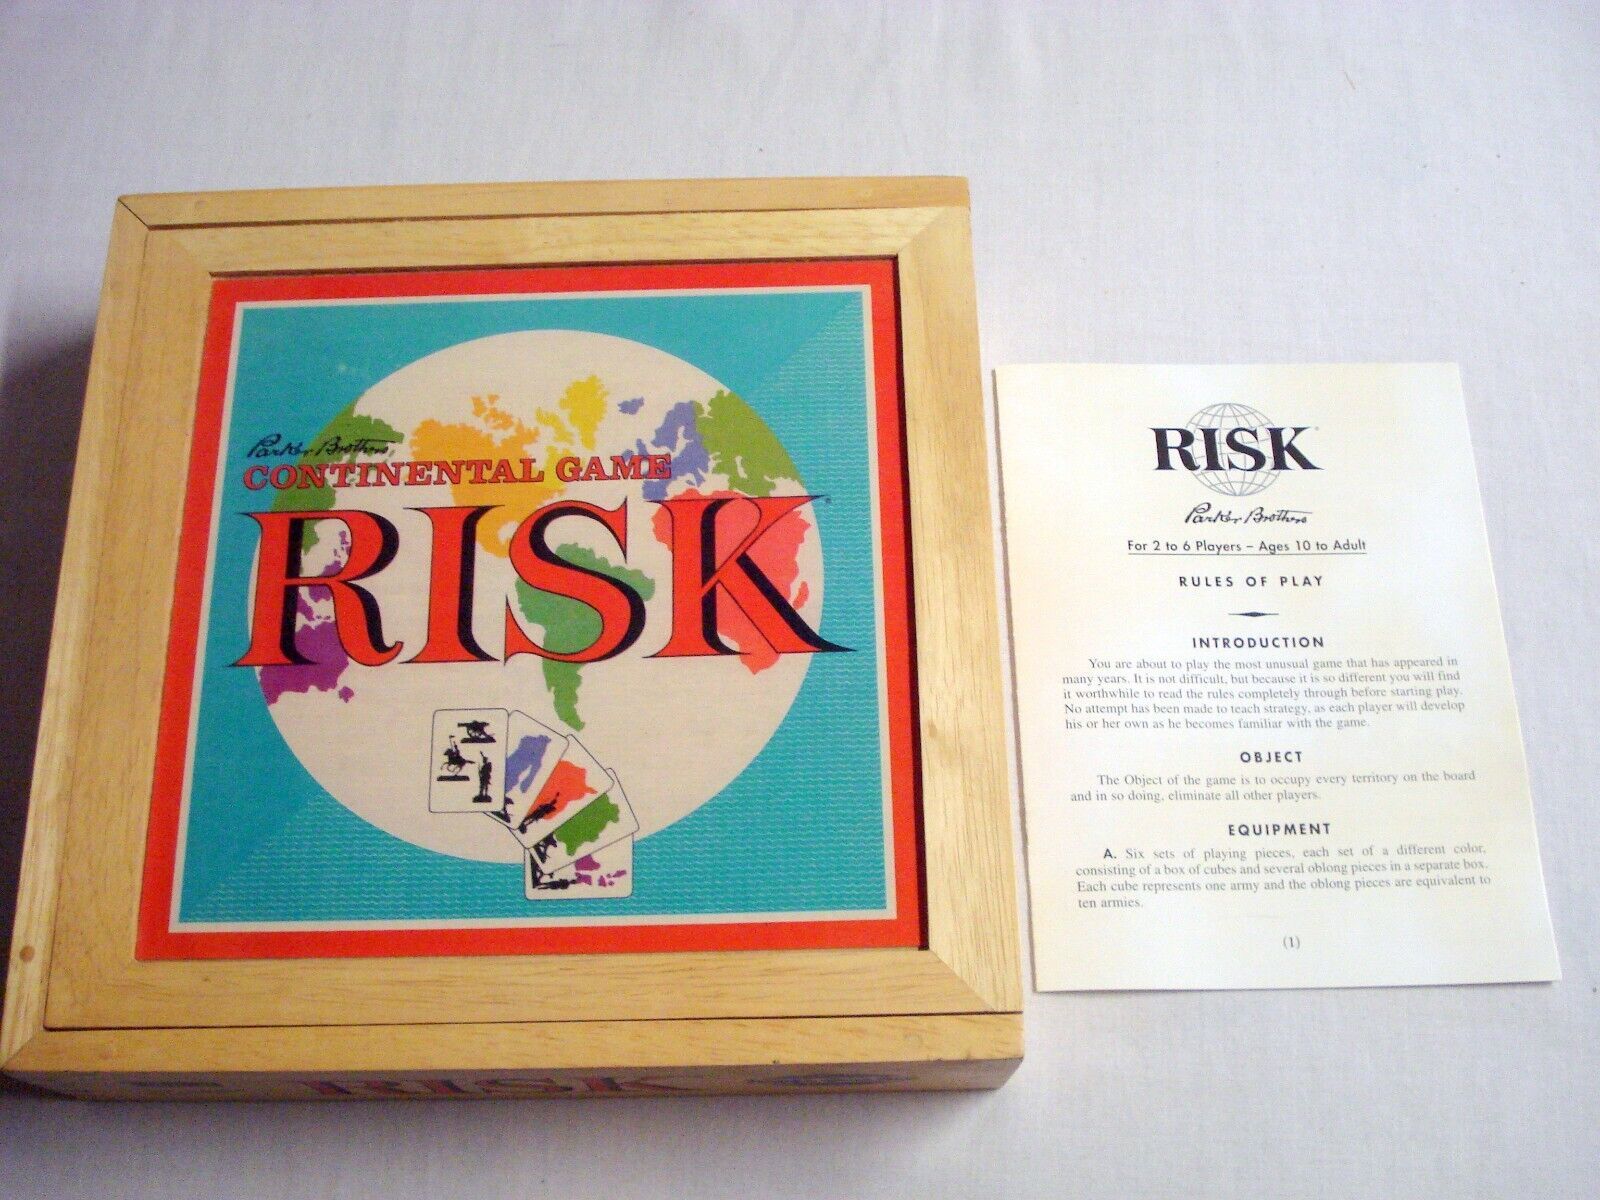 Parker Brothers
CONTINENTAL GAME
RISK
RISK
RISK
Parker Brothers
For 2 to 6 Players – Ages 10 to Adult
RULES OF PLAY
INTRODUCTION
You are about to play the most unusual game that has appeared in
many years. It is not difficult, but because it is so different you will find
it worthwhile to read the rules completely through before starting play.
No attempt has been made to teach strategy, as each player will develop
his or her own as he becomes familiar with the game.
OBJECT
The Object of the game is to occupy every territory on the board
and in so doing, eliminate all other players.
EQUIPMENT
A. Six sets of playing pieces, each set of a different color,
consisting of a box of cubes and several oblong pieces in a separate box.
Each cube represents one army and the oblong pieces are equivalent to
ten armies.
(1)